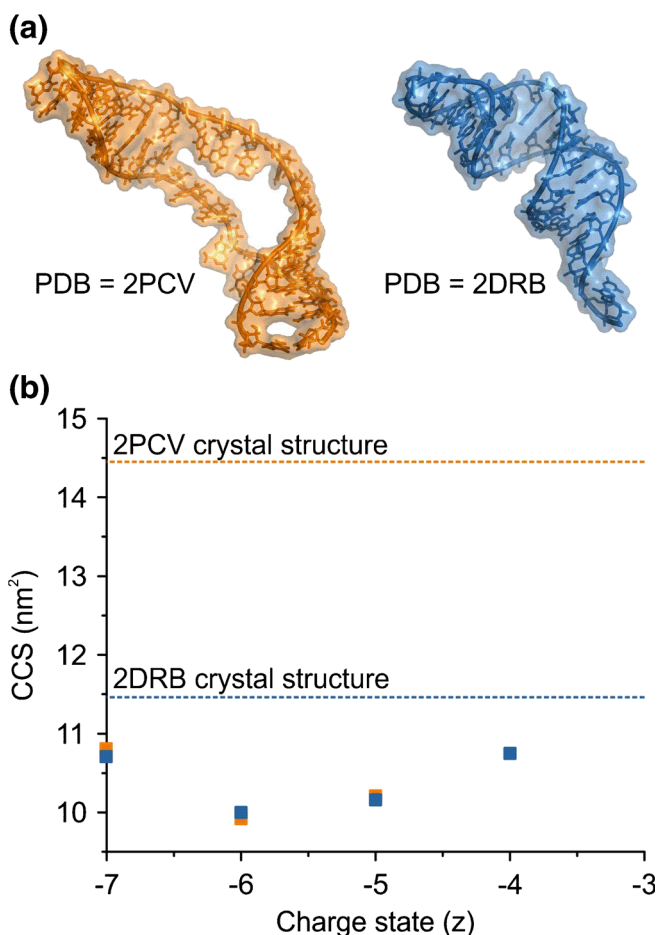 (a)
PDB = 2PCV
PDB = 2DRB
(b)
15
2PCV crystal structure
14
13
12
2DRB crystal structure
11
10
CCS (nm²)
-7
-6
-5
-4
-3
Charge state (z)